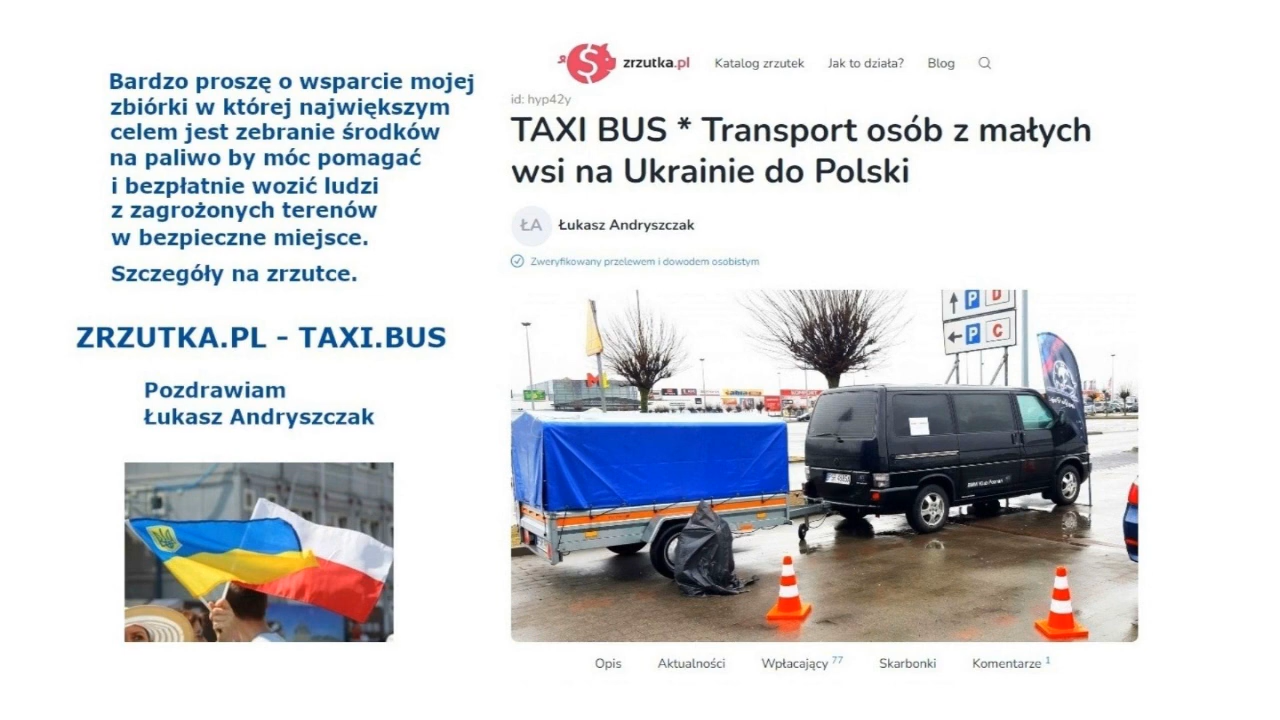 Bardzo proszę o wsparcie mojej
zbiórki w której największym
celem jest zebranie środków
na paliwo by móc pomagać
i bezpłatnie wozić ludzi
z zagrożonych terenów
w bezpieczne miejsce.
Szczegóły na zrzutce.
ZRZUTKA.PL - TAXI.BUS
Pozdrawiam
Łukasz Andryszczak
zrzutka.pl Katalog zrzutek Jak to działa? Blog
id: hyp42y
TAXI BUS * Transport osób z małych
wsi na Ukrainie do Polski
ŁA Łukasz Andryszczak
Zweryfikowany przelewem i dowodem osobistym
P D
P C
BMW Klub Poznań
Opis Aktualności Wpłacający 77 Skarbonki Komentarze 1